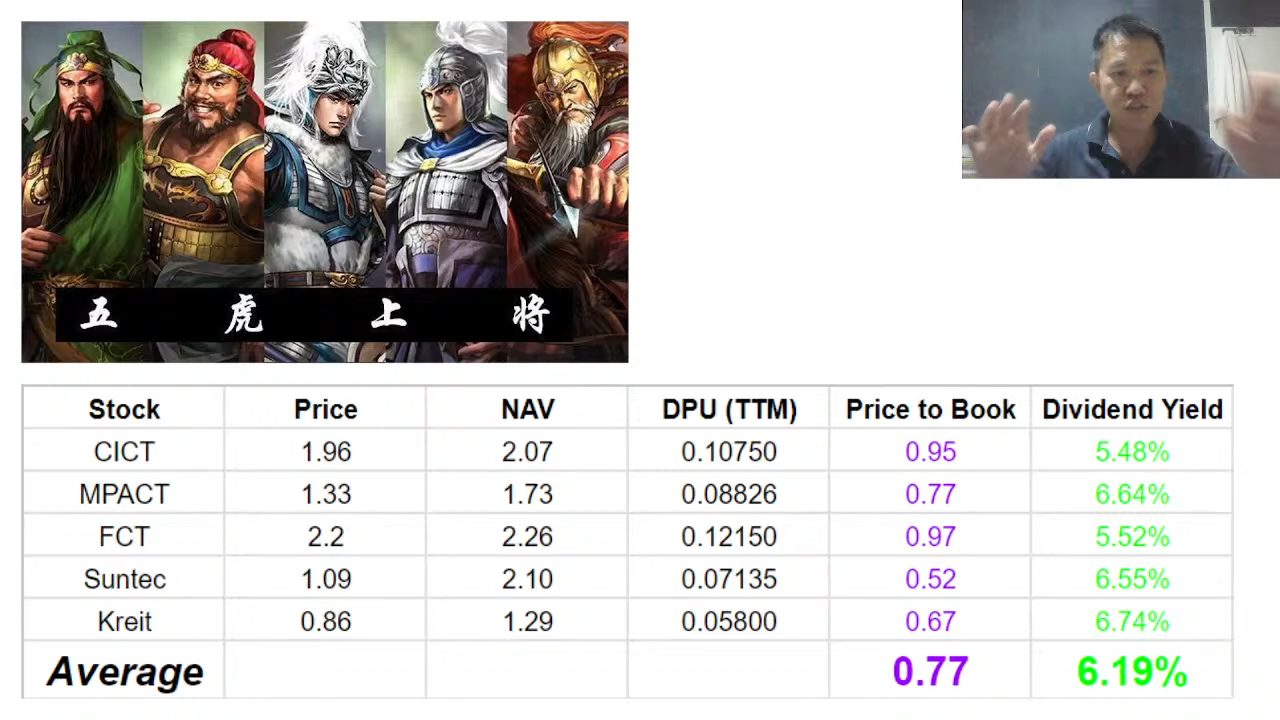 五 虎 上 将
Stock Price NAV DPU (TTM) Price to Book Dividend Yield
CICT 1.96 2.07 0.10750 0.95 5.48%
MPACT 1.33 1.73 0.08826 0.77 6.64%
FCT 2.2 2.26 0.12150 0.97 5.52%
Suntec 1.09 2.10 0.07135 0.52 6.55%
Kreit 0.86 1.29 0.05800 0.67 6.74%
Average 0.77 6.19%